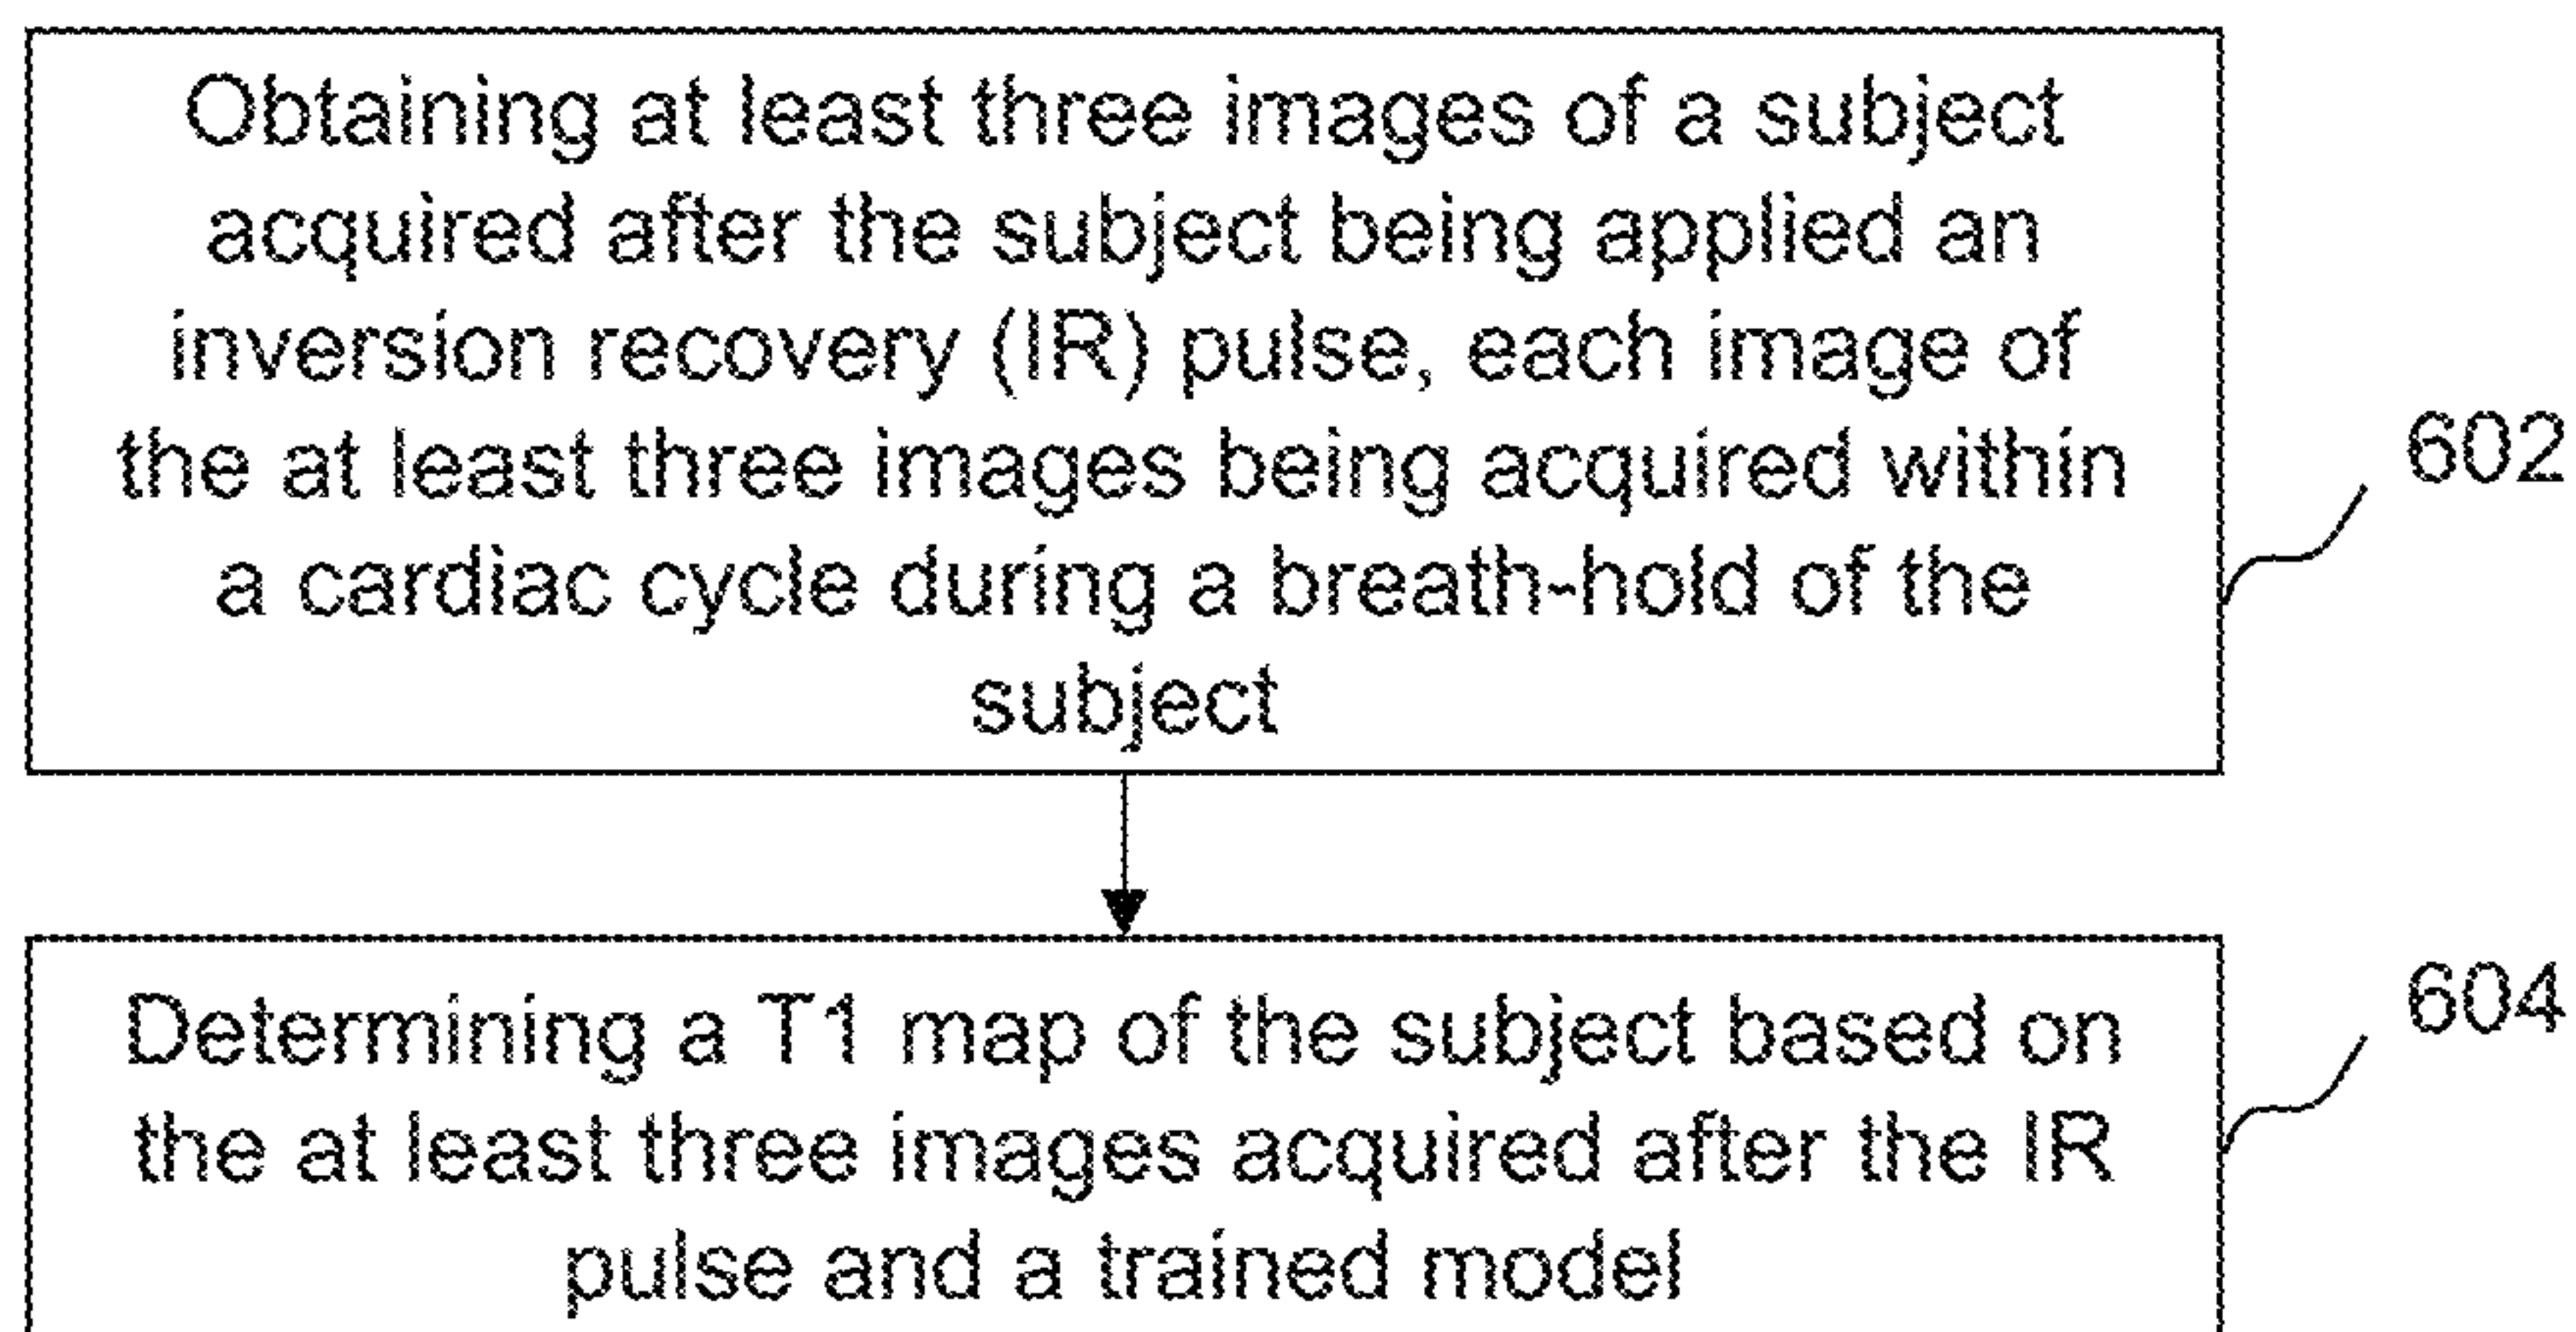 Obtaining at least three images of a subject
acquired after the subject being applied an
inversion recovery (IR) pulse, each image of
the at least three images being acquired within
a cardiac cycle during a breath-hold of the
subject
602
Determining a T1 map of the subject based on
the at least three images acquired after the IR
pulse and a trained model
604